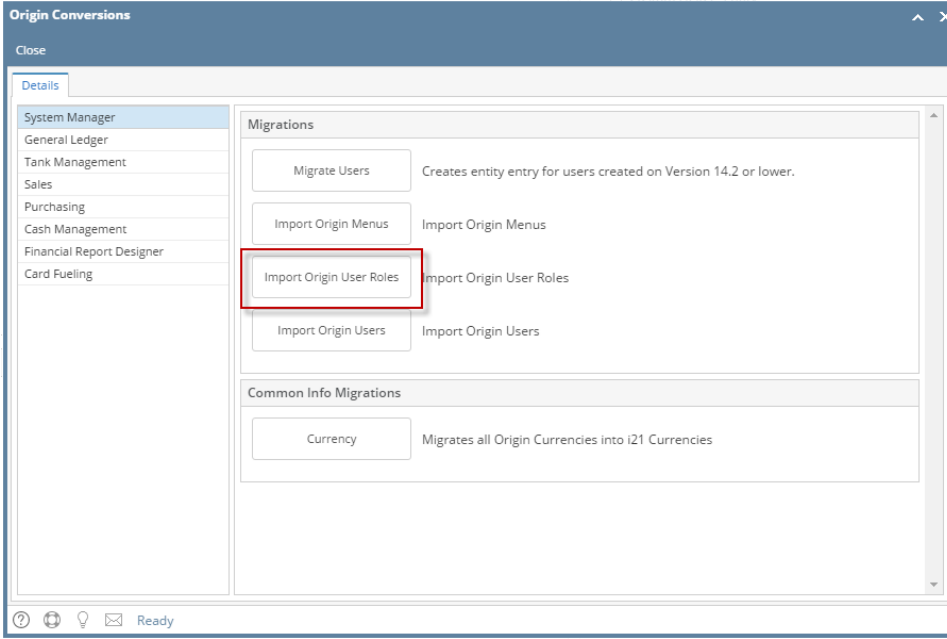 Origin Conversions
Close
Details
System Manager
General Ledger
Tank Management
Sales
Purchasing
Cash Management
Financial Report Designer
Card Fueling
Migrations
Migrate Users Creates entity entry for users created on Version 14.2 or lower.
Import Origin Menus Import Origin Menus
Import Origin User Roles Import Origin User Roles
Import Origin Users Import Origin Users
Common Info Migrations
Currency Migrates all Origin Currencies into i21 Currencies
Ready